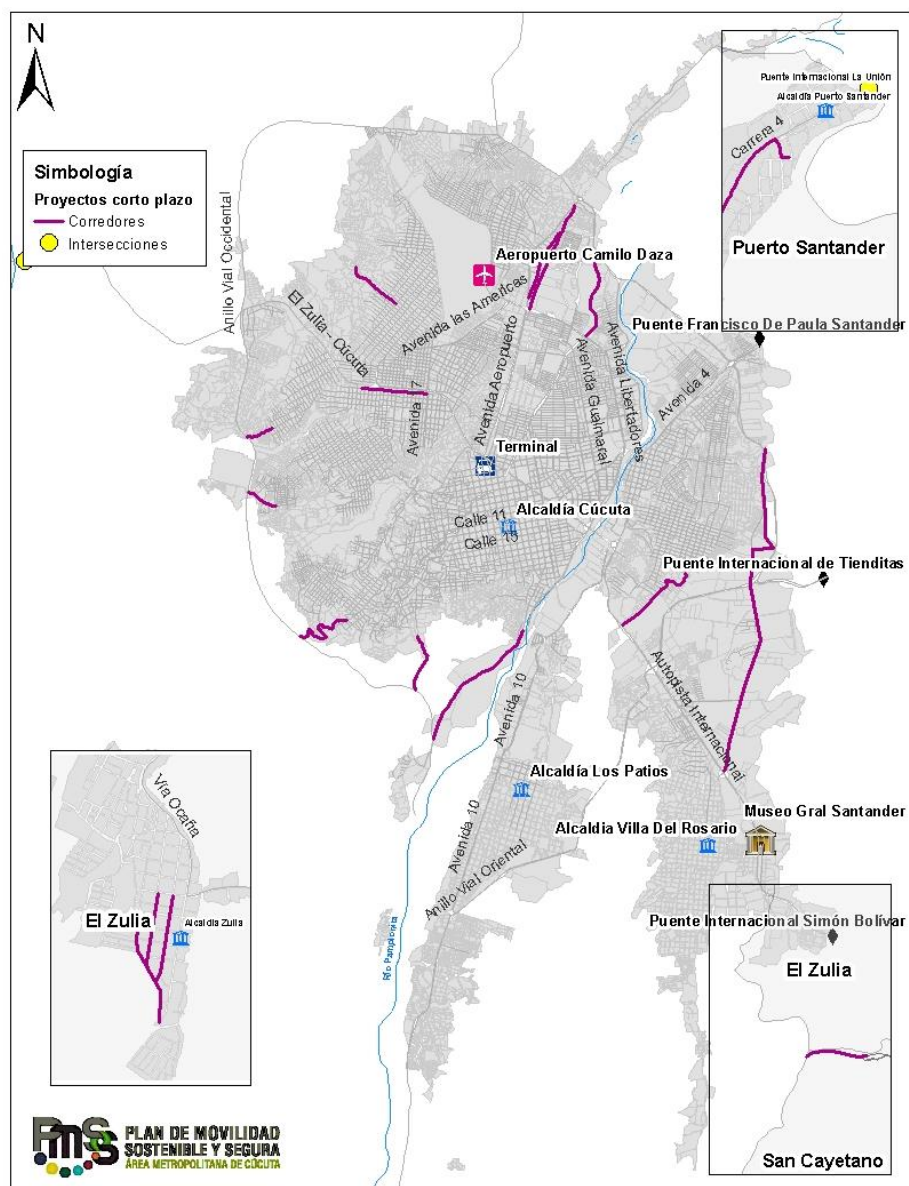 N
Puente Internacional La Unión
Alcaldía Puerto Santander
Carrera 4
Puerto Santander
Simbología
Proyectos corto plazo
Corredores
Intersecciones
Anillo Vial Occidental
Aeropuerto Camilo Daza
El Zulia - Cúcuta
Avenida las Americas
Avenida Aeropuerto
Puente Francisco De Paula Santander
Avenida Libertadores
Avenida Gualmaral
Avenida 4
Avenida 17
Terminal
Alcaldía Cúcuta
Calle 11
Calle 15
Puente Internacional de Tienditas
Autopista Internacional
Avenida 10
Alcaldía Los Patios
Museo Gral Santander
Alcaldia Villa Del Rosario
Avenida 10
Anillo Vial Oriental
Río Pamplonita
Vía Ocaña
El Zulia
Alcaldía Zulia
Puente Internacional Simón Bolívar
El Zulia
San Cayetano
PmSS
PLAN DE MOVILIDAD
SOSTENIBLE Y SEGURA
ÁREA METROPOLITANA DE CÚCUTA